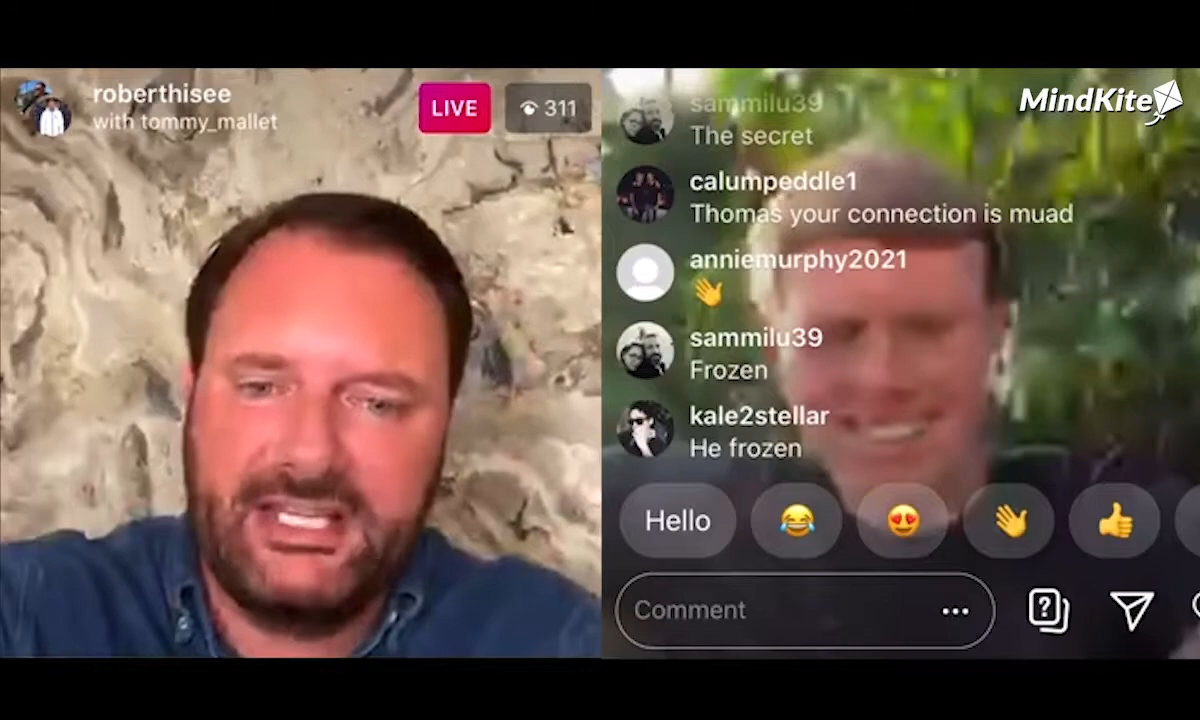 roberthisee
with tommy_mallet
LIVE
311
MindKite
sammilu39
The secret
calumpeddle1
Thomas your connection is muad
anniemurphy2021
sammilu39
Frozen
kale2stellar
He frozen
Hello
Comment